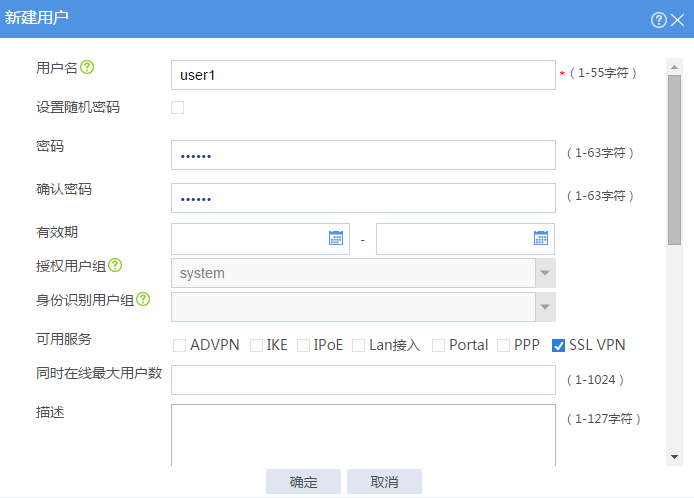 新建用户
用户名 user1 * （1-55字符）
设置随机密码
密码 •••••• （1-63字符）
确认密码 •••••• （1-63字符）
有效期 -
授权用户组 system
身份识别用户组
可用服务 ADVPN IKE IPoE Lan接入 Portal PPP SSL VPN
同时在线最大用户数 （1-1024）
描述 （1-127字符）
确定 取消